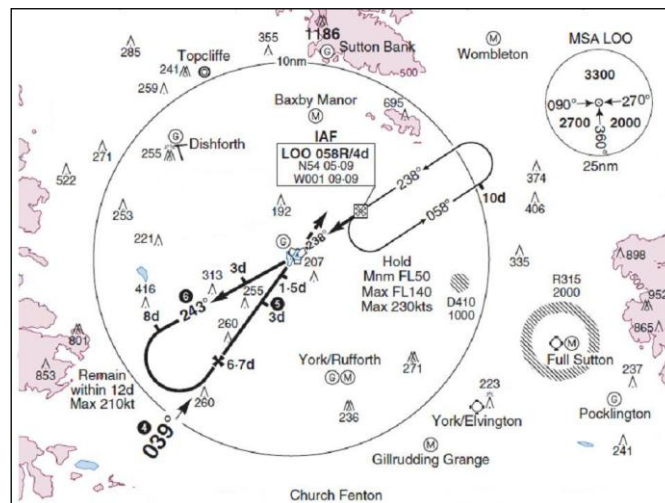 355
1186
285
Topcliffe
G
Sutton Bank
M
Wombleton
MSA LOO
241
10nm
500
3300
259
Baxby Manor
M
695
090°
270°
2700
2000
360°
25nm
IAF
LOO 058R/4d
N54 05·09
W001 09·09
G
Dishforth
255
271
522
238°
058°
10d
374
406
253
192
221
G
238°
207
Hold
Mnm FL50
Max FL140
Max 230kts
335
898
R315
2000
952
865
D410
1000
3d
313
416
6
243°
255
1·5d
5
3d
8d
260
801
6·7d
853
Remain
within 12d
Max 210kt
260
4
039°
York/Rufforth
G M
271
236
M
Full Sutton
223
York/Elvington
237
G
Pocklington
M
Gillrudding Grange
241
Church Fenton